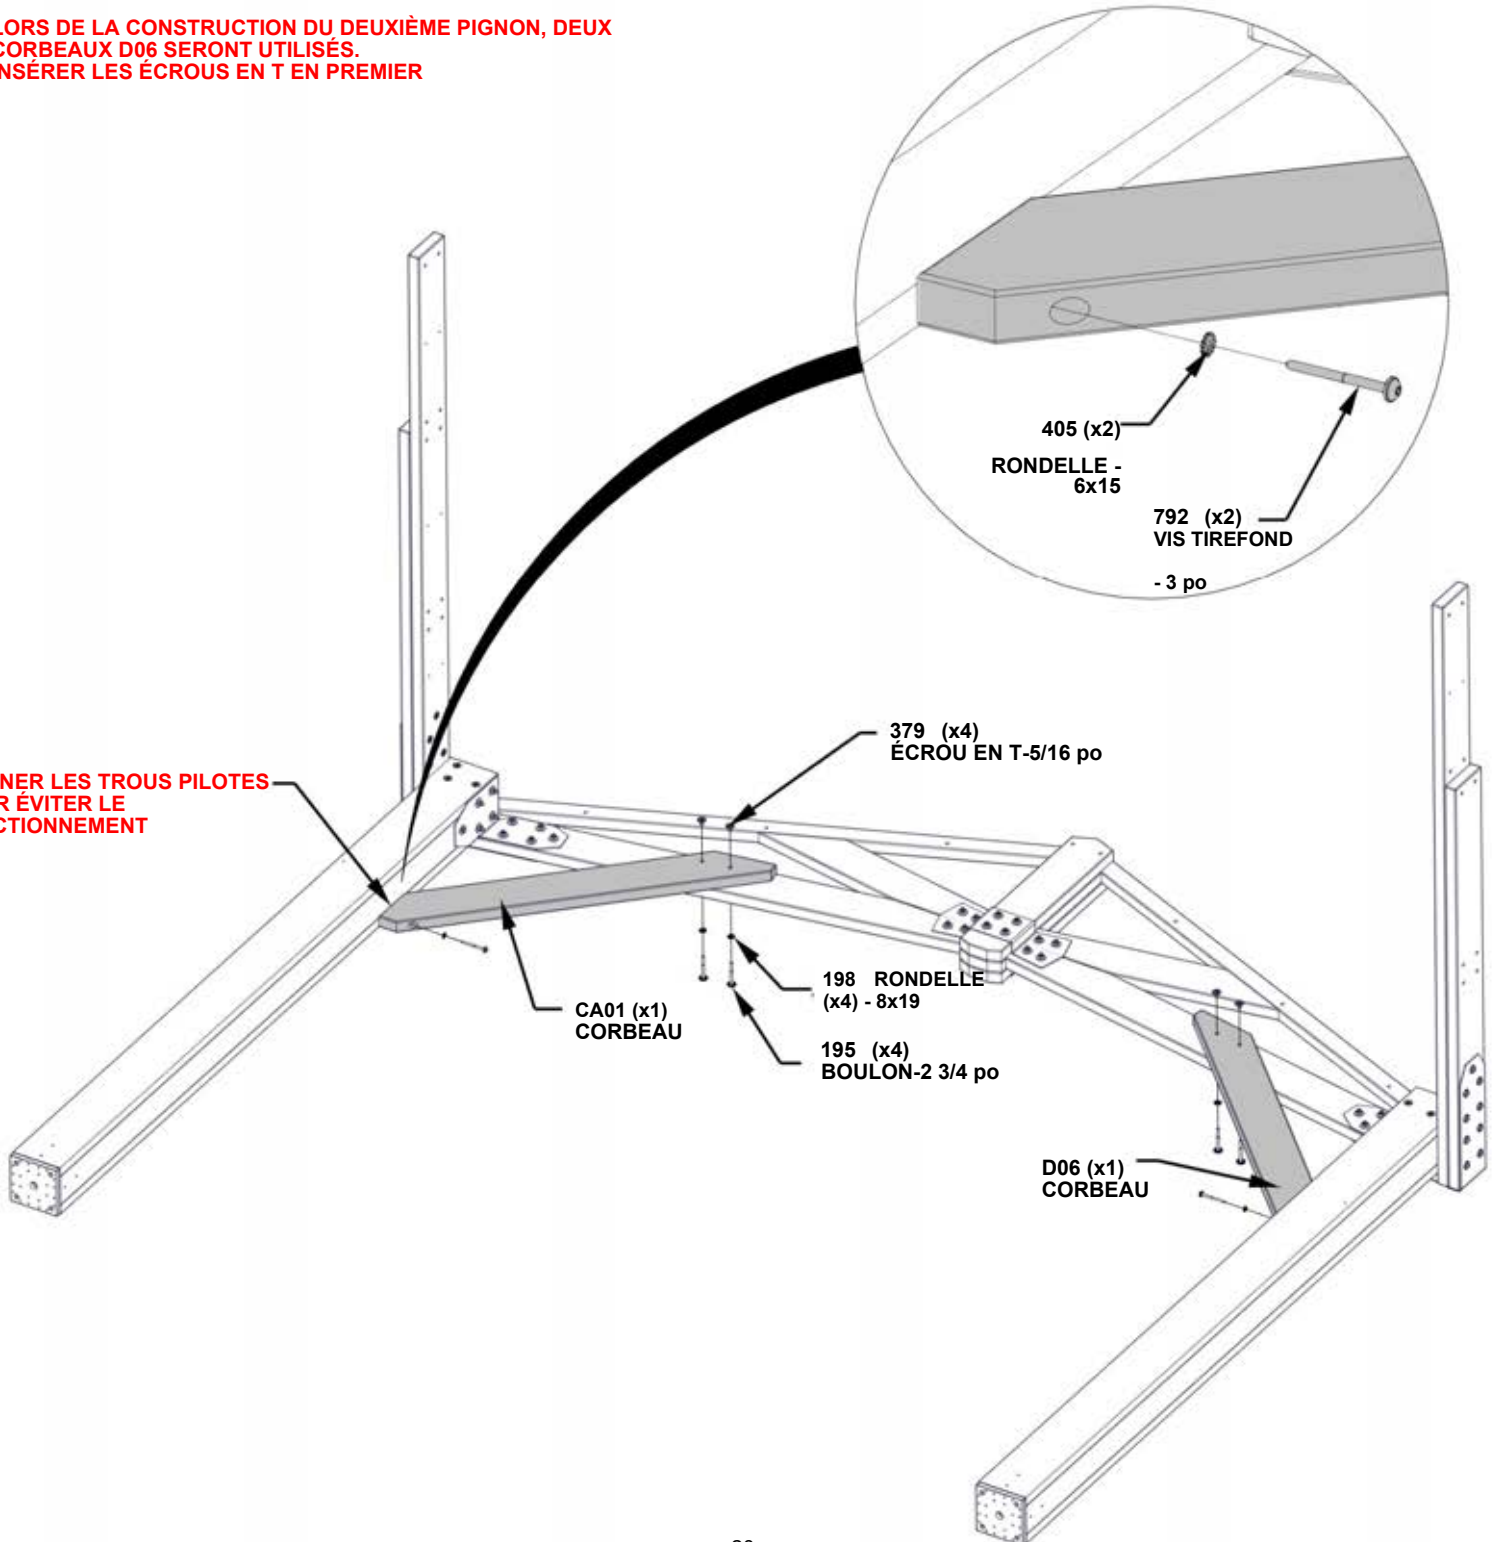 LORS DE LA CONSTRUCTION DU DEUXIÈME PIGNON, DEUX
CORBEAUX D06 SERONT UTILISÉS.
NSÉRER LES ÉCROUS EN T EN PREMIER
405 (x2)
RONDELLE -
6x15
792 (x2)
VIS TIREFOND
- 3 po
379 (x4)
ÉCROU EN T-5/16 po
NER LES TROUS PILOTES
R ÉVITER LE
CTIONNEMENT
198 RONDELLE
(x4) - 8x19
CA01 (x1)
CORBEAU
195 (x4)
BOULON-2 3/4 po
D06 (x1)
CORBEAU